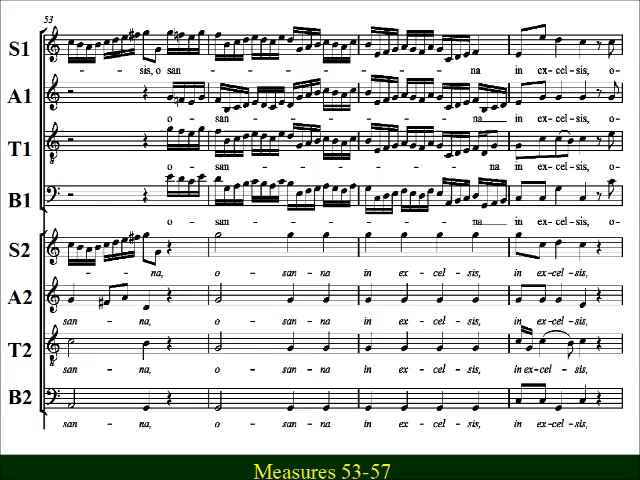 53
S1
- - - sis, o san - - - - - - - - - - - - - - - - - na in ex-cel-sis, o-
A1
o - san - - - - - - - - - - - - - - - na___ in ex-cel-sis, o-
T1
8
o - san - - - - - - - - - - - - - - - - na in ex-cel-sis, o-
B1
o - san - - - - - - - - - - - - - - - na___ in ex-cel-sis, o-
S2
- - - - na, o - san - na in ex - cel - sis, in ex-cel-sis,
A2
san - - na, o - san - na in ex - cel - sis, in ex-cel-sis,
T2
8
san - - na, o - san - na in ex - cel - sis, in ex-cel-sis,
B2
san - - na, o - san - na in ex - cel - sis, in ex-cel-sis,
Measures 53-57